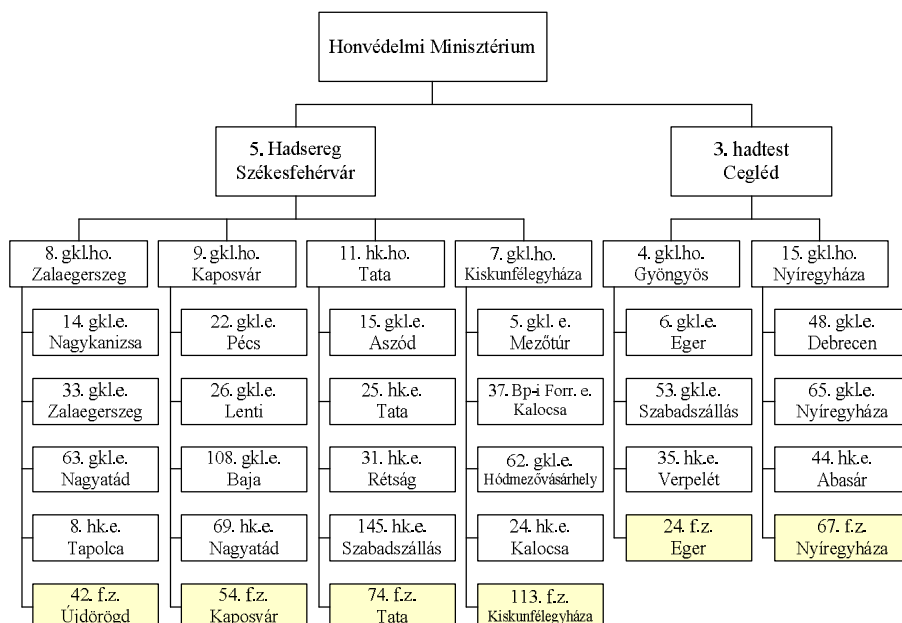 Honvédelmi Minisztérium
5. Hadsereg
Székesfehérvár
3. hadtest
Cegléd
8. gkl.ho.
Zalaegerszeg
9. gkl.ho.
Kaposvár
11. hk.ho
Tata
7. gkl.ho.
Kiskunfélegyháza
4. gkl.ho
Gyöngyös
15. gkl.ho
Nyíregyháza
14. gkl.e.
Nagykanizsa
33. gkl.e.
Zalaegerszeg
63. gkl.e.
Nagyatád
8. hk.e.
Tapolca
42. f.z.
Újdörögd
22. gkl.e.
Pécs
26. gkl.e.
Lenti
108. gkl.e.
Baja
69. hk.e.
Nagyatád
54. f.z.
Kaposvár
15. gkl.e.
Aszód
25. hk.e.
Tata
31. hk.e.
Rétság
145. hk.e.
Szabadszállás
74. f.z.
Tata
5. gkl. e.
Mezőtúr
37. Bp-i Forr. e.
Kalocsa
62. gkl.e.
Hódmezővásárhely
24. hk.e.
Kalocsa
113. f.z.
Kiskunfélegyháza
6. gkl.e.
Eger
53. gkl.e.
Szabadszállás
35. hk.e.
Verpelét
24. f.z.
Eger
48. gkl.e.
Debrecen
65. gkl.e.
Nyíregyháza
44. hk.e.
Abasár
67. f.z.
Nyíregyháza